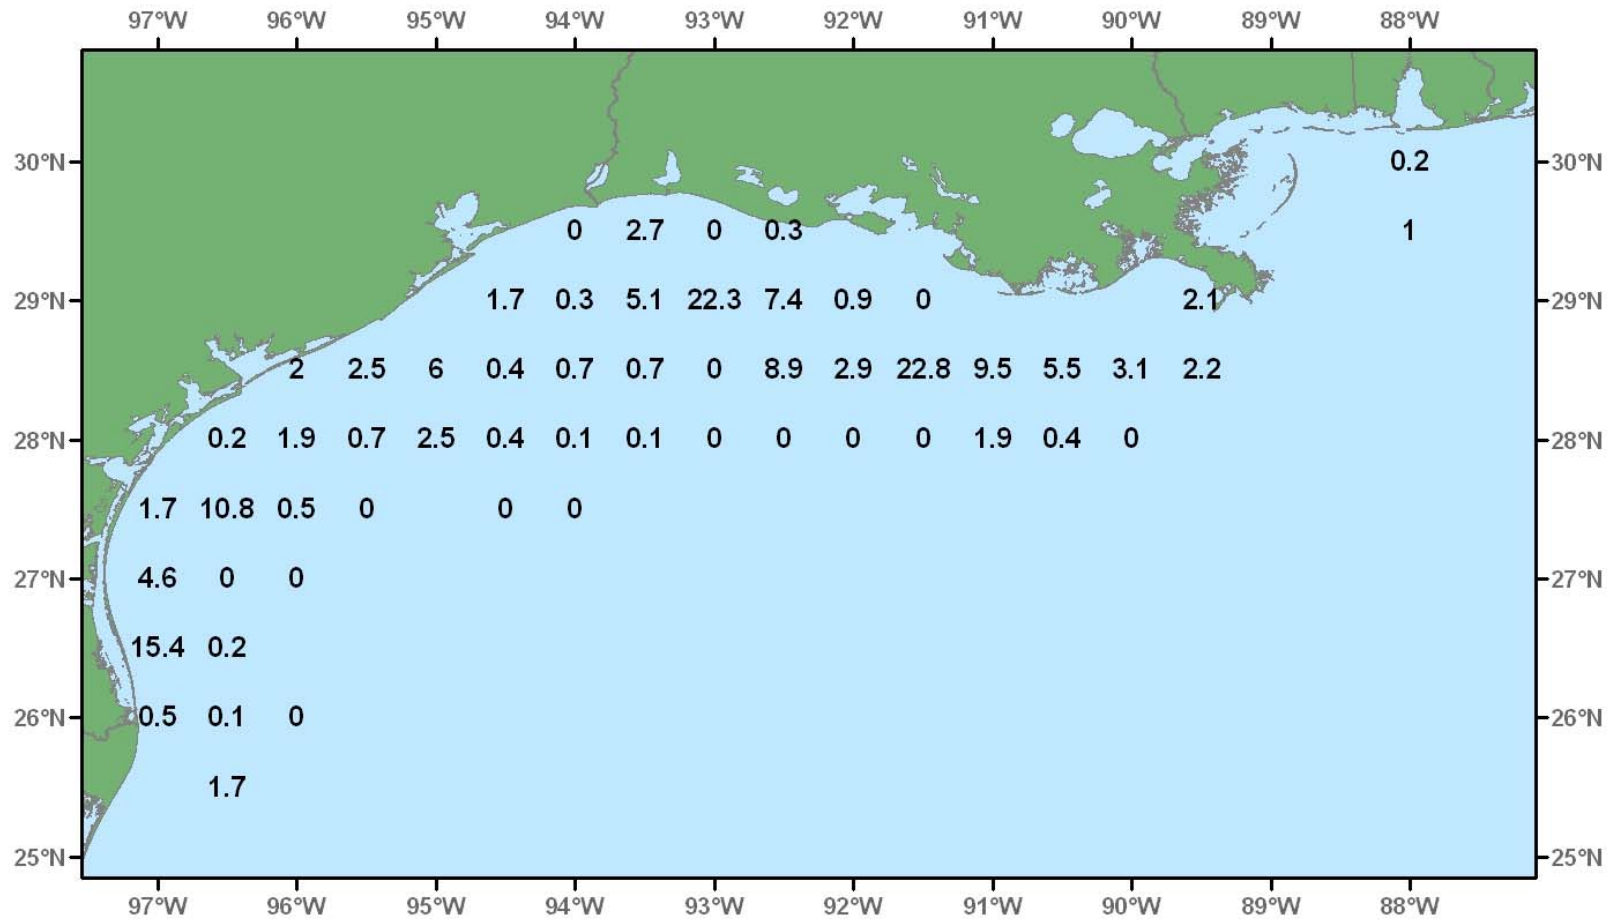 97°W 96°W 95°W 94°W 93°W 92°W 91°W 90°W 89°W 88°W
30°N 0.2 30°N
0 2.7 0 0.3 1
29°N 1.7 0.3 5.1 22.3 7.4 0.9 0 2.1 29°N
2 2.5 6 0.4 0.7 0.7 0 8.9 2.9 22.8 9.5 5.5 3.1 2.2
28°N 0.2 1.9 0.7 2.5 0.4 0.1 0.1 0 0 0 0 1.9 0.4 0 28°N
1.7 10.8 0.5 0 0 0
27°N 4.6 0 0 27°N
15.4 0.2
26°N 0.5 0.1 0 26°N
1.7
25°N 25°N
97°W 96°W 95°W 94°W 93°W 92°W 91°W 90°W 89°W 88°W